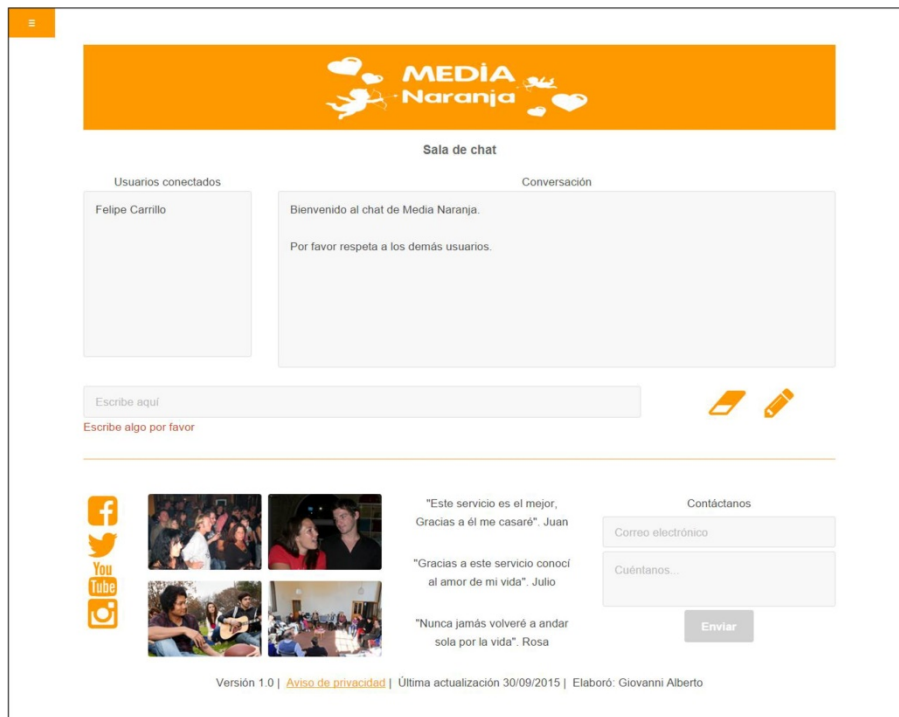 MEDIA
Naranja
Sala de chat
Usuarios conectados
Felipe Carrillo
Conversación
Bienvenido al chat de Media Naranja.
Por favor respeta a los demás usuarios.
Escribe aquí
Escribe algo por favor
You
Tube
"Este servicio es el mejor,
Gracias a él me casaré". Juan
"Gracias a este servicio conocí
al amor de mi vida". Julio
"Nunca jamás volveré a andar
sola por la vida". Rosa
Contáctanos
Correo electrónico
Cuéntanos...
Enviar
Versión 1.0 | Aviso de privacidad | Última actualización 30/09/2015 | Elaboró: Giovanni Alberto